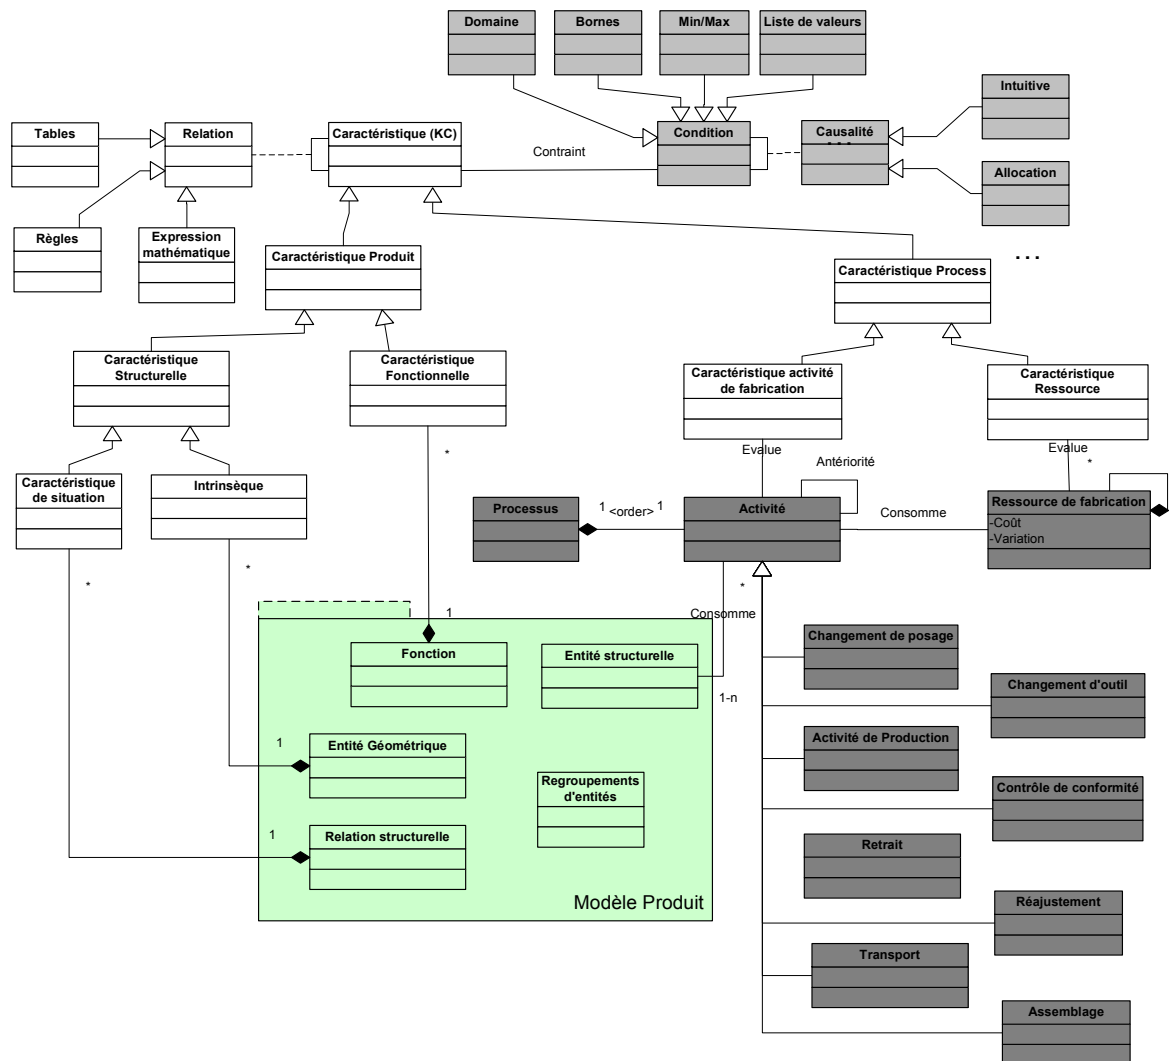 Domaine
Bornes
Min/Max
Liste de valeurs
Intuitive
Tables
Relation
Caractéristique (KC)
Condition
Causalité
...
Contraint
Allocation
Règles
Expression
mathématique
Caractéristique Produit
Caractéristique Process
...
Caractéristique
Structurelle
Caractéristique
Fonctionnelle
Caractéristique activité
de fabrication
Caractéristique
Ressource
*
Evalue
Antériorité
Evalue
*
Caractéristique
de situation
Intrinsèque
Processus
1
<order>
1
Activité
Consomme
Ressource de fabrication
-Coût
-Variation
*
*
*
Consomme
1
Fonction
Entité structurelle
1-n
Changement de posage
Changement d'outil
1
Entité Géométrique
Activité de Production
Regroupements
d'entités
Contrôle de conformité
1
Relation structurelle
Retrait
Modèle Produit
Réajustement
Transport
Assemblage